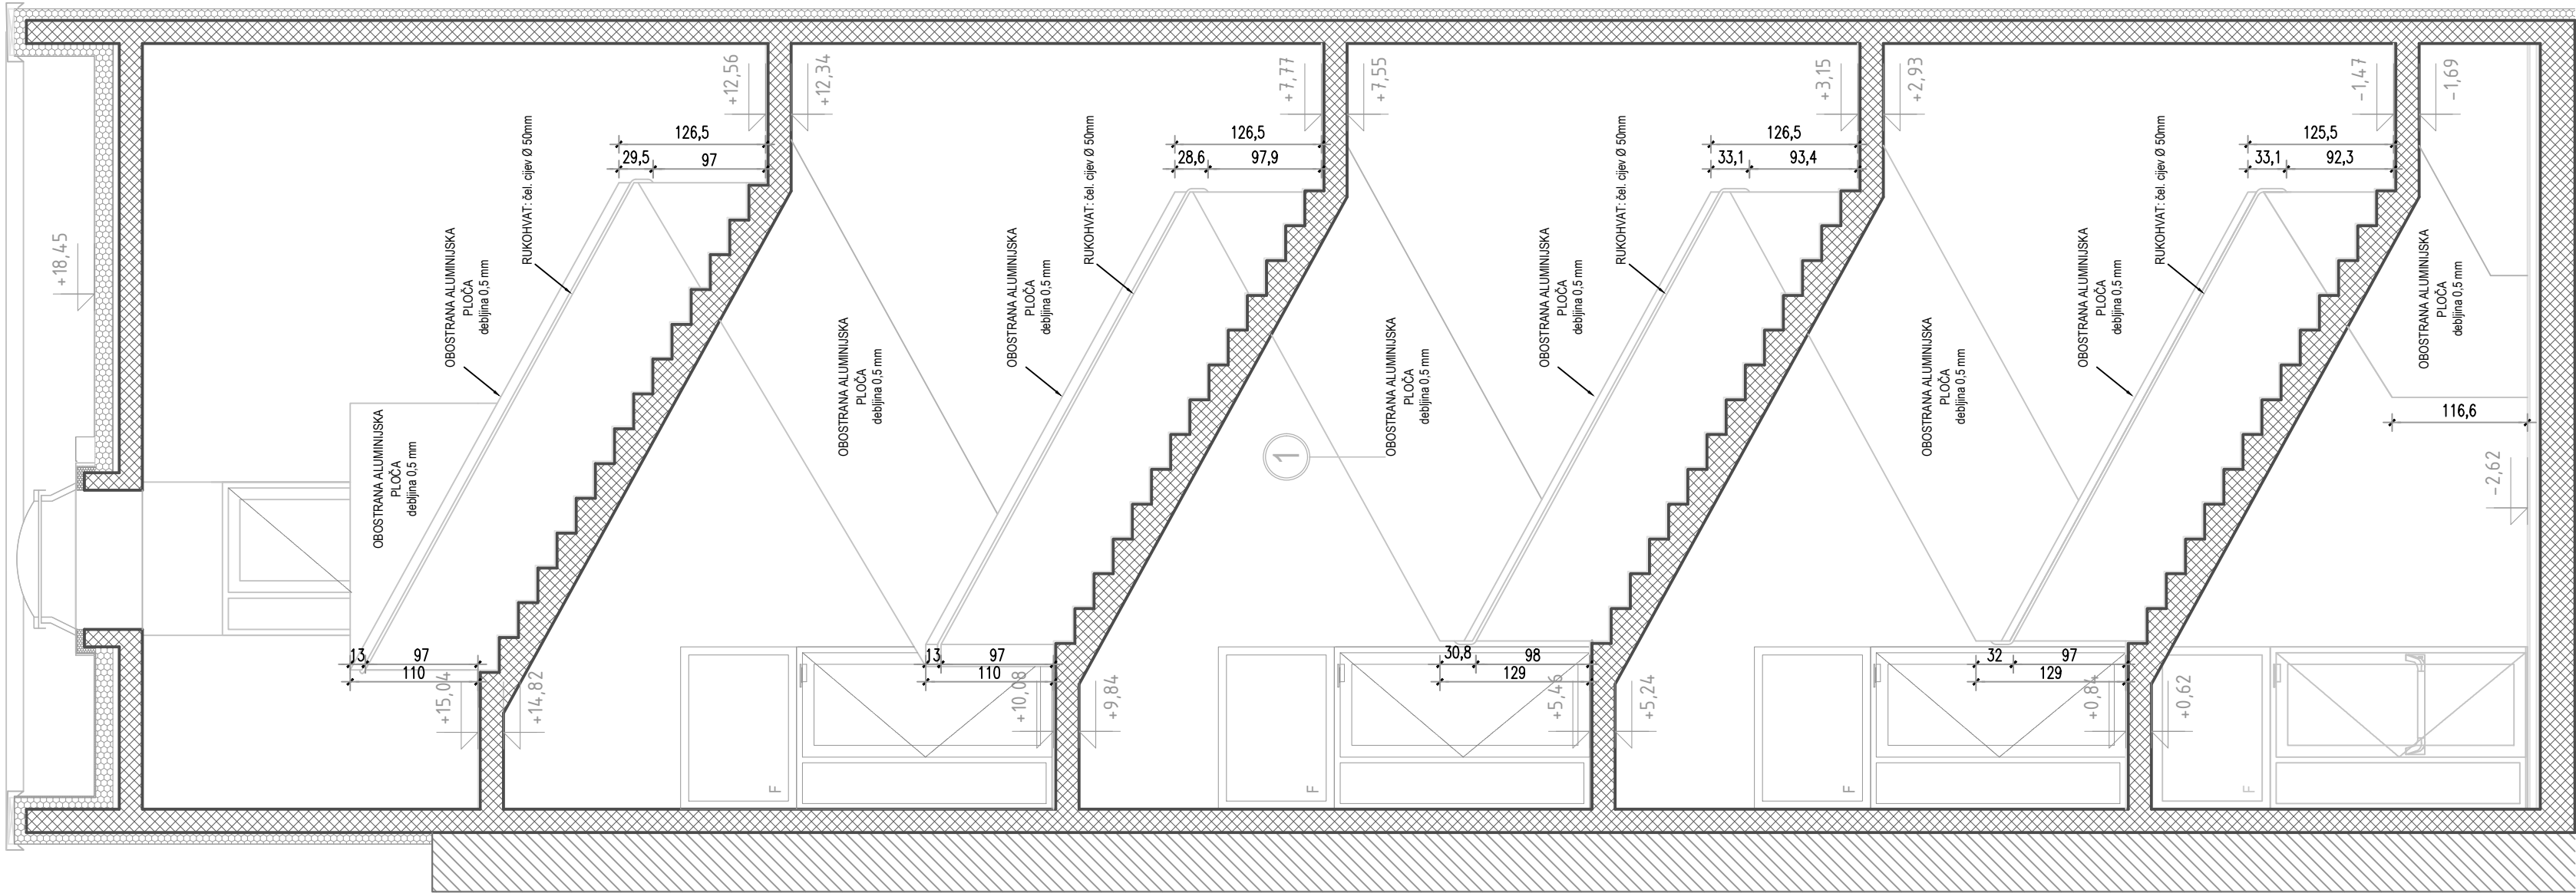 +18,45
OBOSTRANA ALUMINIJSKA
PLOČA
debljina 0,5 mm
13
97
110
+15,04
+14,82
OBOSTRANA ALUMINIJSKA
PLOČA
debljina 0,5 mm
RUKOHVAT: čel. cijev Ø 50mm
126,5
29,5
97
+12,56
+12,34
OBOSTRANA ALUMINIJSKA
PLOČA
debljina 0,5 mm
F
13
97
110
+10,08
+9,84
OBOSTRANA ALUMINIJSKA
PLOČA
debljina 0,5 mm
RUKOHVAT: čel. cijev Ø 50mm
126,5
28,6
97,9
+7,77
+7,55
1
OBOSTRANA ALUMINIJSKA
PLOČA
debljina 0,5 mm
F
30,8
98
129
+5,46
+5,24
OBOSTRANA ALUMINIJSKA
PLOČA
debljina 0,5 mm
RUKOHVAT: čel. cijev Ø 50mm
126,5
33,1
93,4
+3,15
+2,93
OBOSTRANA ALUMINIJSKA
PLOČA
debljina 0,5 mm
F
32
97
129
+0,84
+0,62
OBOSTRANA ALUMINIJSKA
PLOČA
debljina 0,5 mm
RUKOHVAT: čel. cijev Ø 50mm
125,5
33,1
92,3
-1,47
-1,69
OBOSTRANA ALUMINIJSKA
PLOČA
debljina 0,5 mm
116,6
-2,62
F